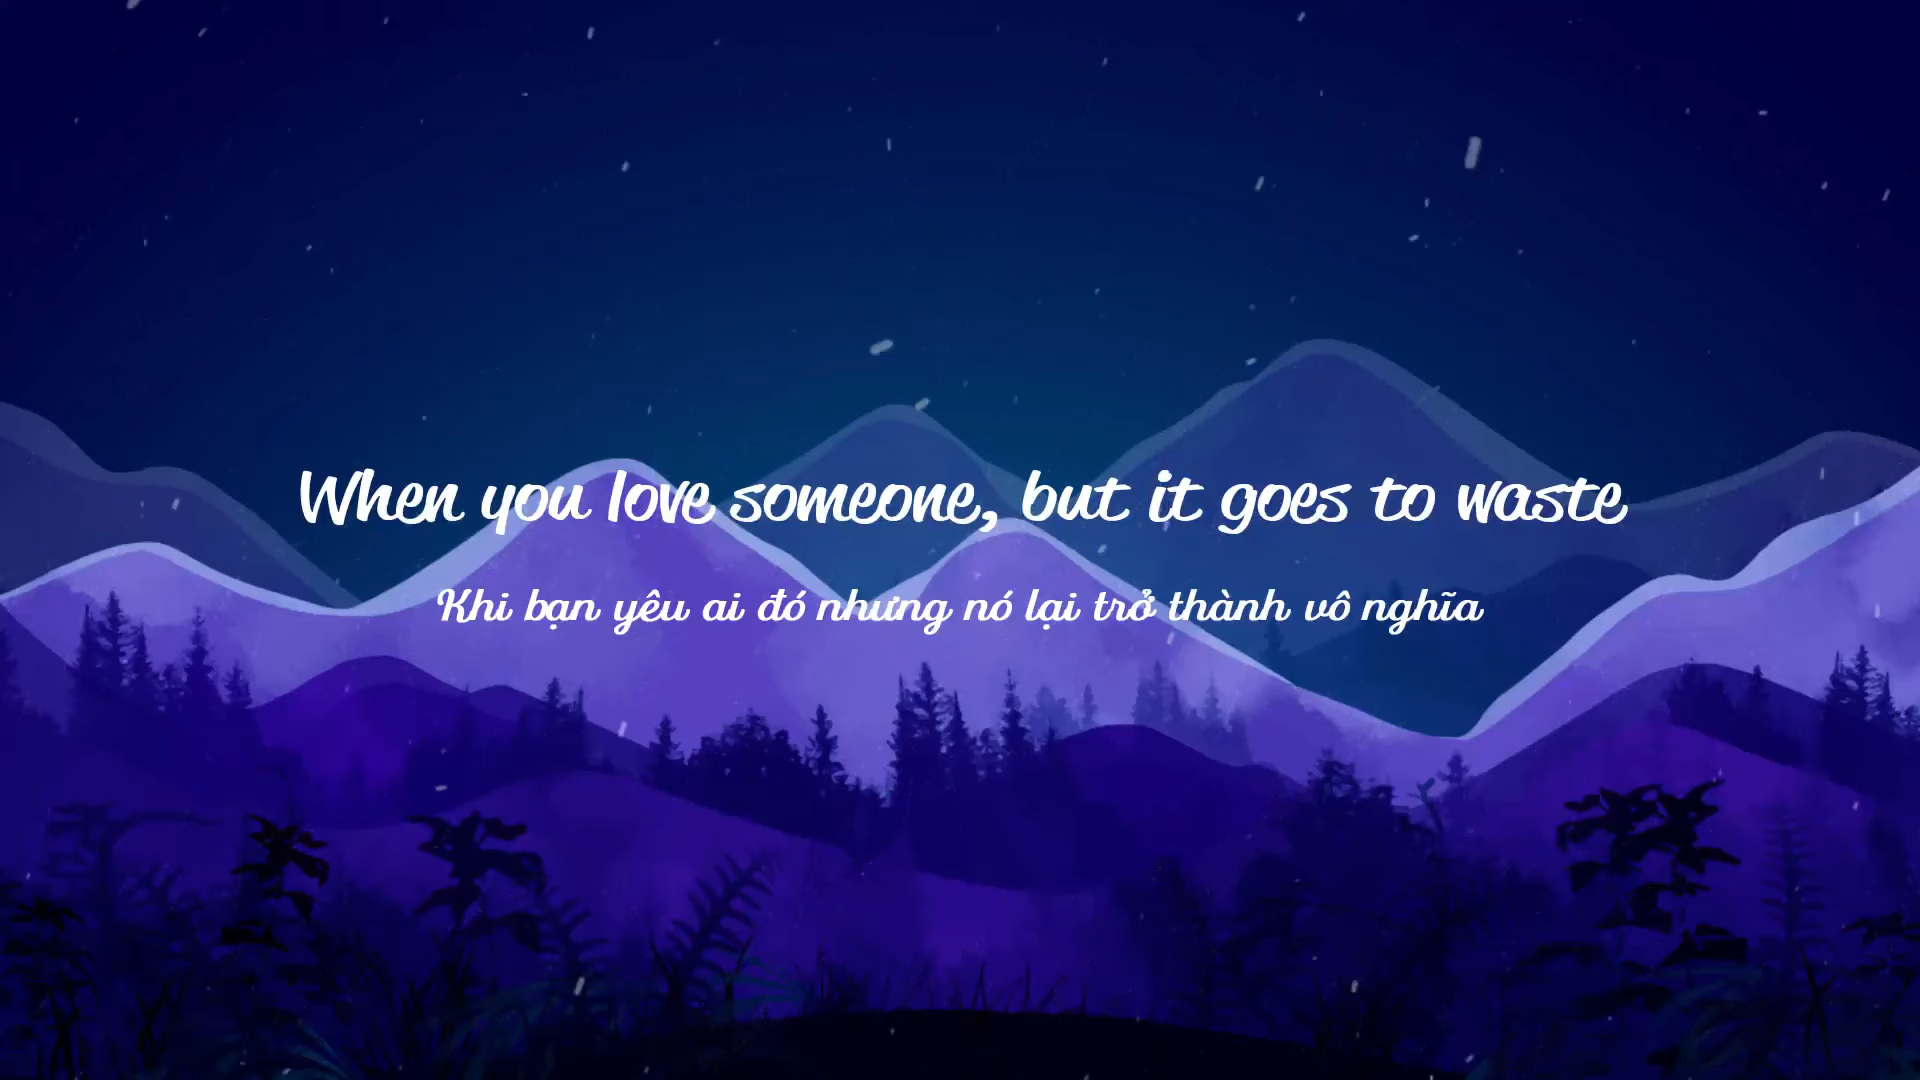 When you love someone, but it goes to waste
Khi bạn yêu ai đó nhưng nó lại trở thành vô nghĩa